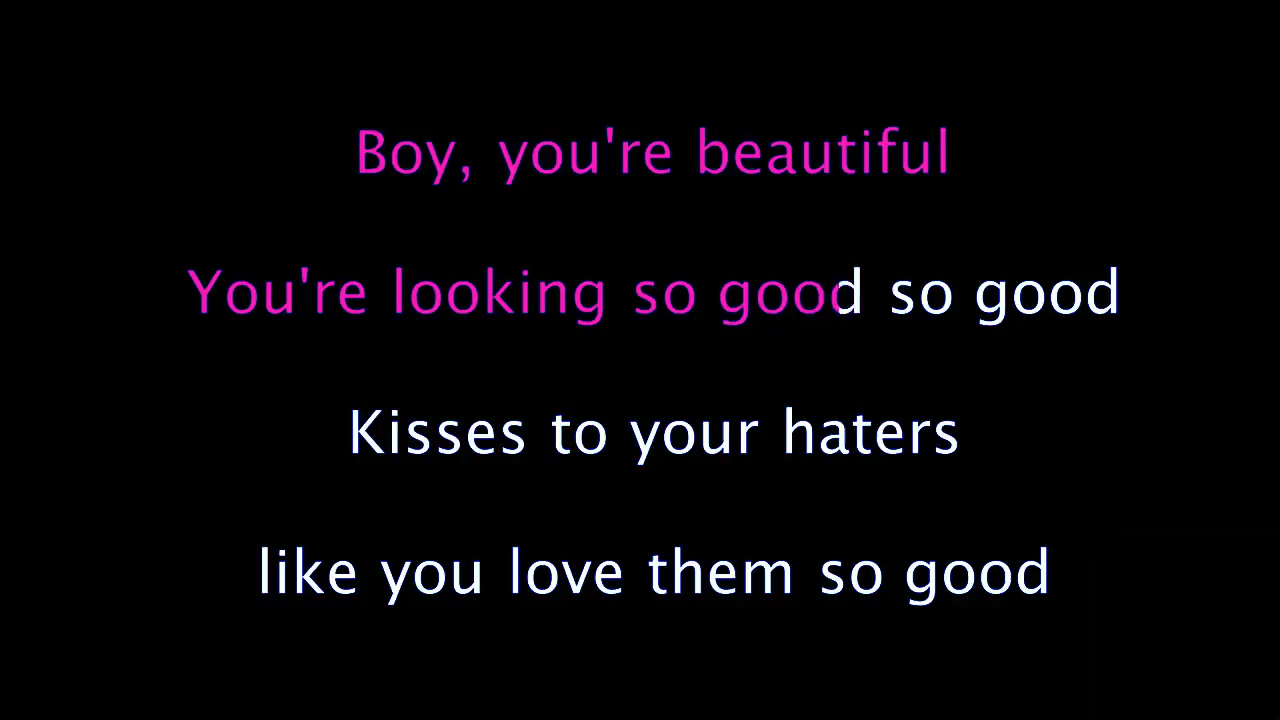 Boy, you're beautiful
You're looking so good so good
Kisses to your haters
like you love them so good